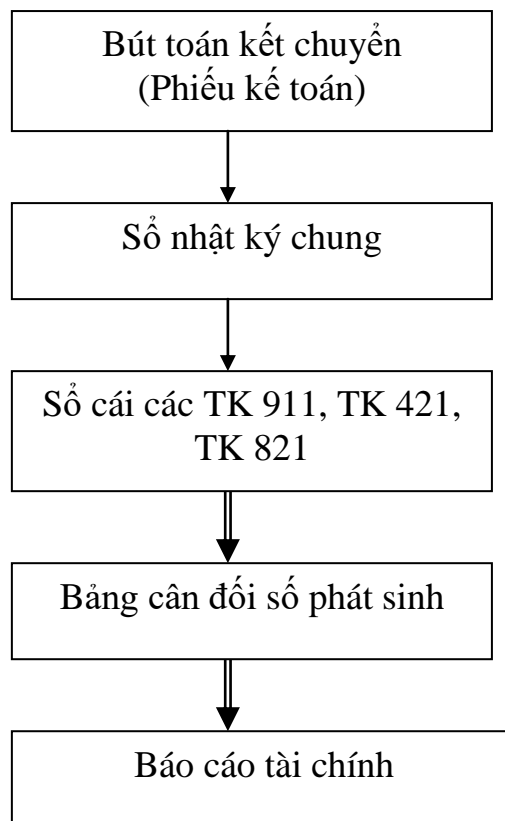 Bút toán kết chuyển
(Phiếu kế toán)
Sổ nhật ký chung
Sổ cái các TK 911, TK 421,
TK 821
Bảng cân đối số phát sinh
Báo cáo tài chính